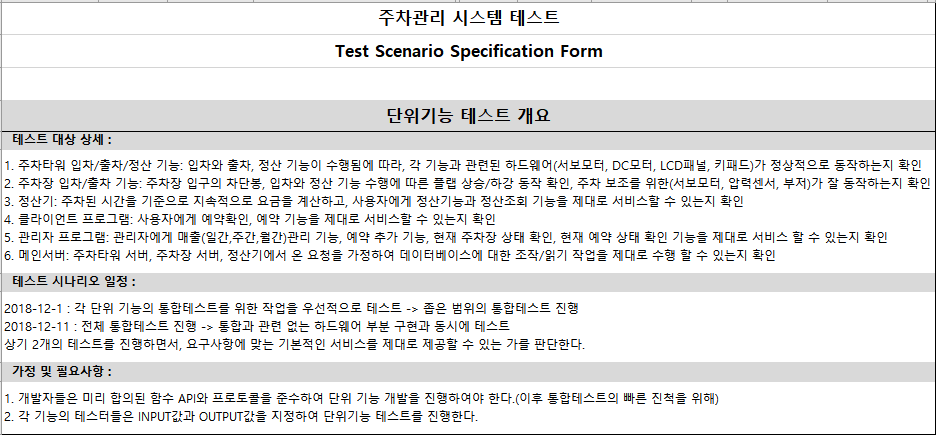 주차관리 시스템 테스트
Test Scenario Specification Form
단위기능 테스트 개요
테스트 대상 상세 :
1. 주차타워 입차/출차/정산 기능: 입차와 출차, 정산 기능이 수행됨에 따라, 각 기능과 관련된 하드웨어(서보모터, DC모터, LCD패널, 키패드)가 정상적으로 동작하는지 확인
2. 주차장 입차/출차 기능: 주차장 입구의 차단봉, 입차와 정산 기능 수행에 따른 플랩 상승/하강 동작 확인, 주차 보조를 위한(서보모터, 압력센서, 부저)가 잘 동작하는지 확인
3. 정산기: 주차된 시간을 기준으로 지속적으로 요금을 계산하고, 사용자에게 정산기능과 정산조회 기능을 제대로 서비스할 수 있는지 확인
4. 클라이언트 프로그램: 사용자에게 예약확인, 예약 기능을 제대로 서비스할 수 있는지 확인
5. 관리자 프로그램: 관리자에게 매출(일간,주간,월간)관리 기능, 예약 추가 기능, 현재 주차장 상태 확인, 현재 예약 상태 확인 기능을 제대로 서비스 할 수 있는지 확인
6. 메인서버: 주차타워 서버, 주차장 서버, 정산기에서 온 요청을 가정하여 데이터베이스에 대한 조작/읽기 작업을 제대로 수행 할 수 있는지 확인
테스트 시나리오 일정 :
2018-12-1 : 각 단위 기능의 통합테스트를 위한 작업을 우선적으로 테스트 -> 좁은 범위의 통합테스트 진행
2018-12-11 : 전체 통합테스트 진행 -> 통합과 관련 없는 하드웨어 부분 구현과 동시에 테스트
상기 2개의 테스트를 진행하면서, 요구사항에 맞는 기본적인 서비스를 제대로 제공할 수 있는 가를 판단한다.
가정 및 필요사항 :
1. 개발자들은 미리 합의된 함수 API와 프로토콜을 준수하여 단위 기능 개발을 진행하여야 한다.(이후 통합테스트의 빠른 진척을 위해)
2. 각 기능의 테스터들은 INPUT값과 OUTPUT값을 지정하여 단위기능 테스트를 진행한다.